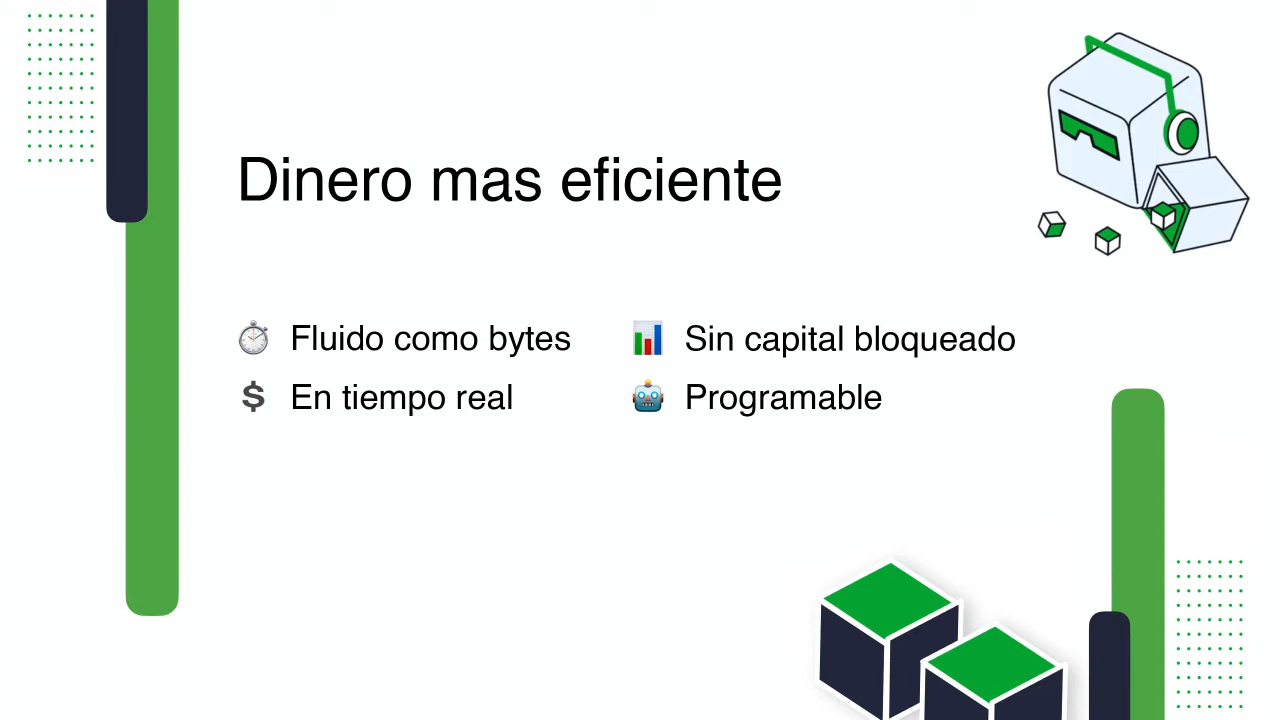 Dinero mas eficiente
Fluido como bytes
En tiempo real
Sin capital bloqueado
Programable